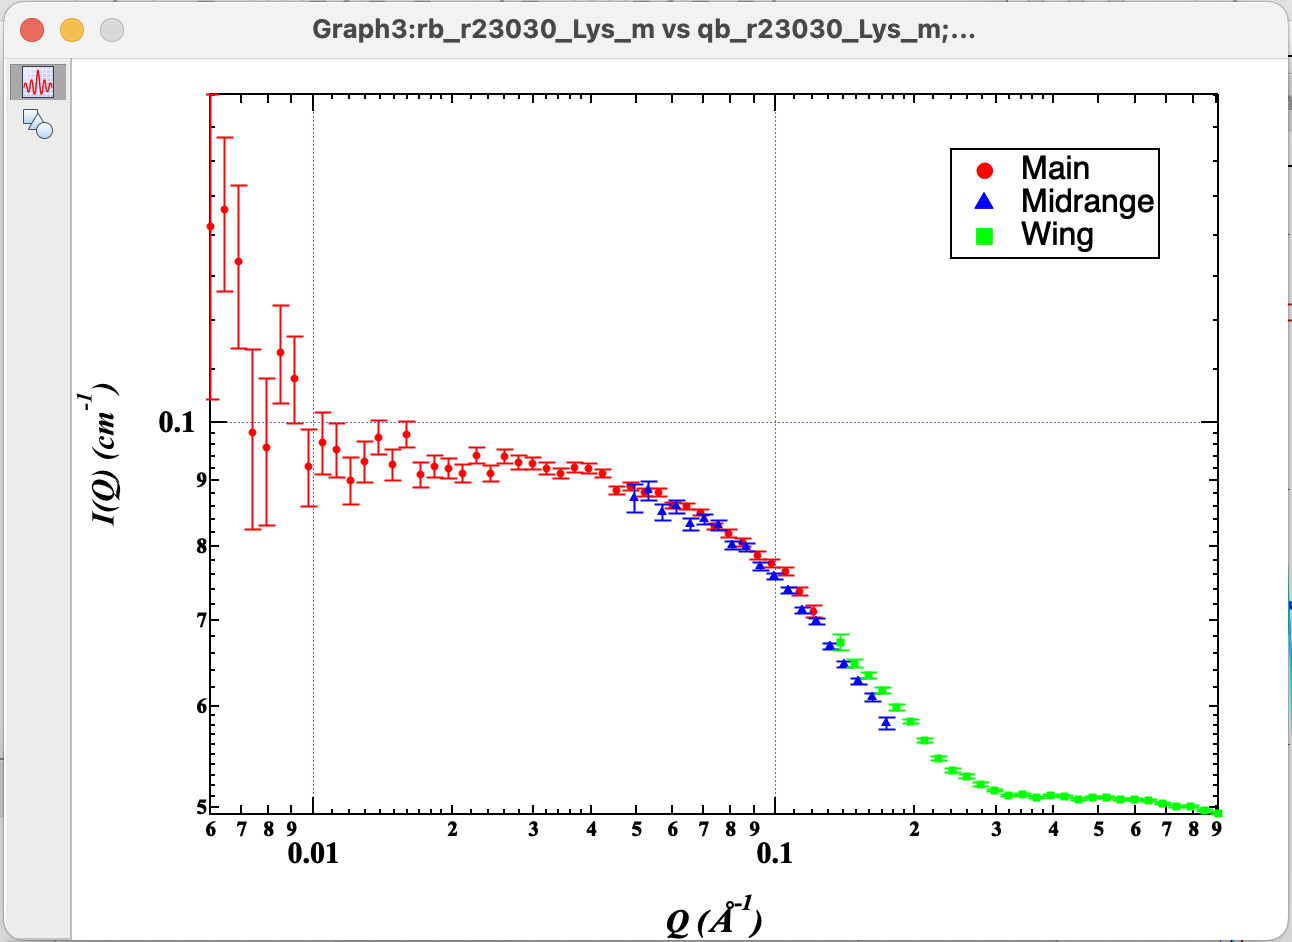 Graph3:rb_r23030_Lys_m vs qb_r23030_Lys_m;...
Main
Midrange
Wing
I(Q) (cm-1)
0.1
9
8
7
6
5
6 7 8 9 2 3 4 5 6 7 8 9 2 3 4 5 6 7 8 9
0.01 0.1
Q (Å-1)